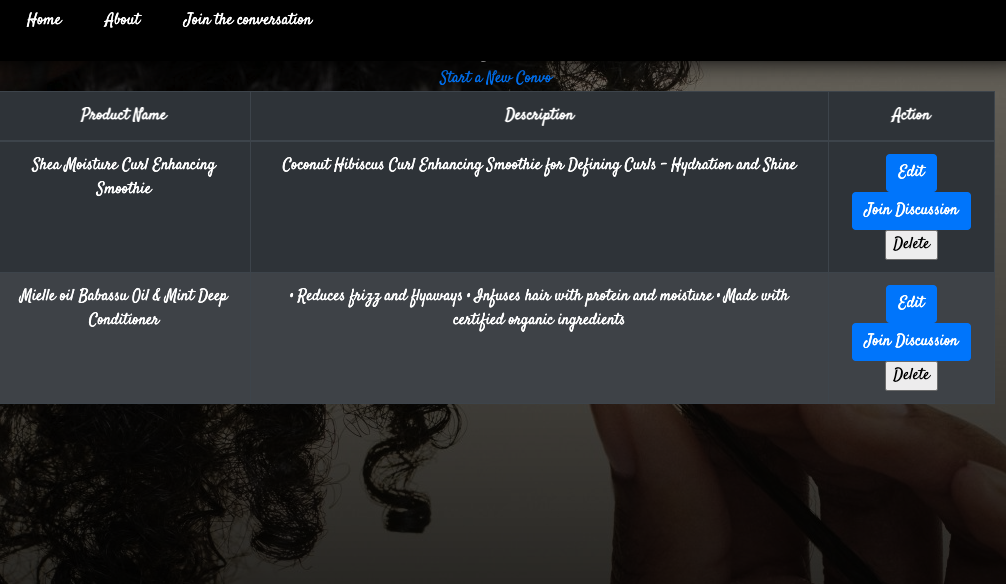 Home About Join the conversation
Start a New Convo
Product Name Description Action
Shea Moisture Curl Enhancing Smoothie
Coconut Hibiscus Curl Enhancing Smoothie for Defining Curls - Hydration and Shine
Edit
Join Discussion
Delete
Mielle oil Babassu Oil & Mint Deep
Conditioner
• Reduces frizz and flyaways • Infuses hair with protein and moisture • Made with
certified organic ingredients
Edit
Join Discussion
Delete